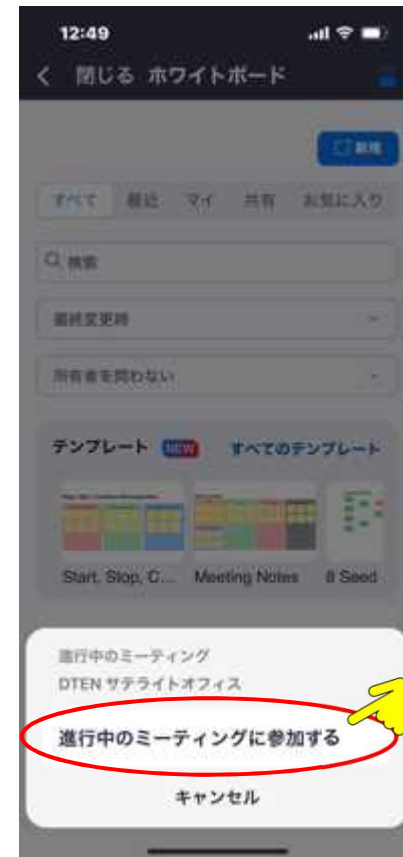 12:49
閉じる ホワイトボード
新規
すべて 最近 マイ 共有 お気に入り
検索
最終変更時
所有者を問わない
テンプレート NEW すべてのテンプレート
Start, Stop, C... Meeting Notes 8 Seed
進行中のミーティング
DTEN サテライトオフィス
進行中のミーティングに参加する
キャンセル